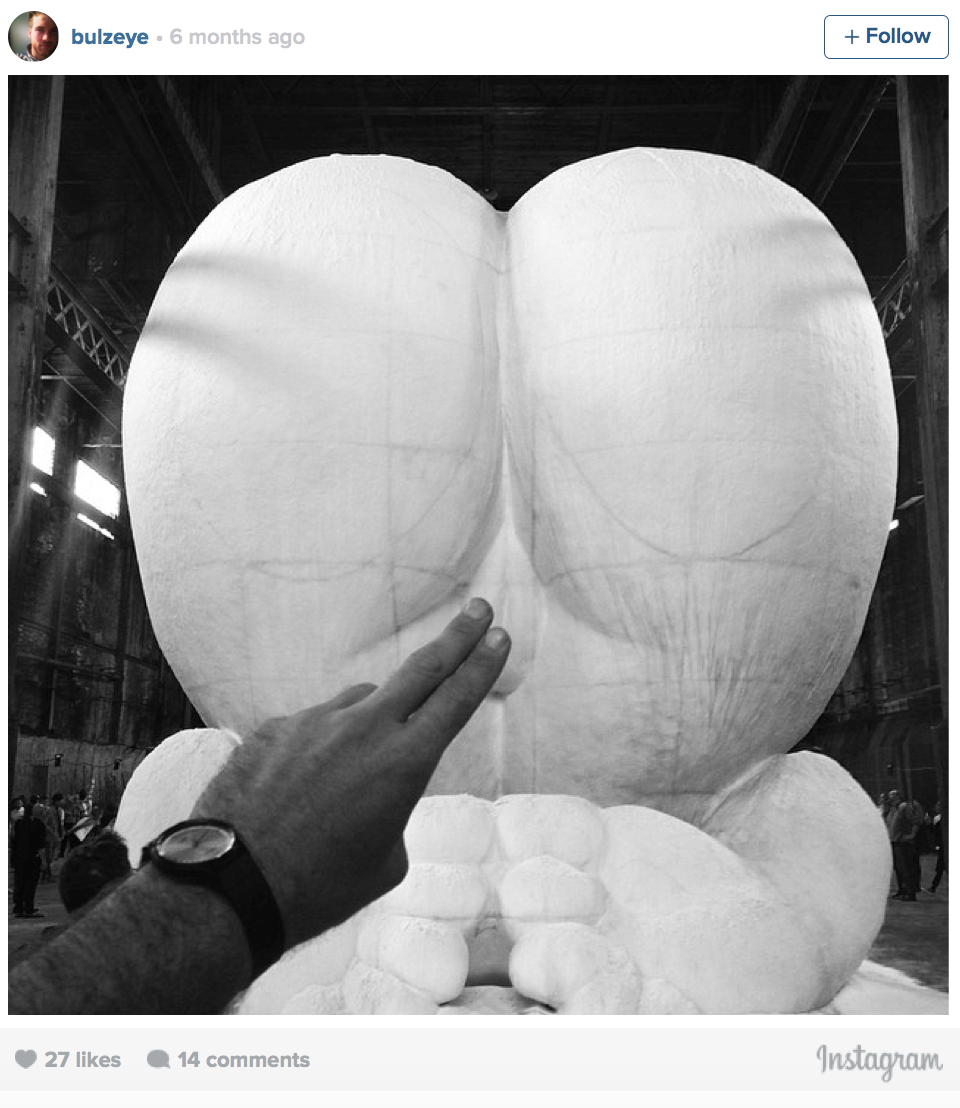 bulzeye • 6 months ago
+ Follow
27 likes 14 comments
Instagram